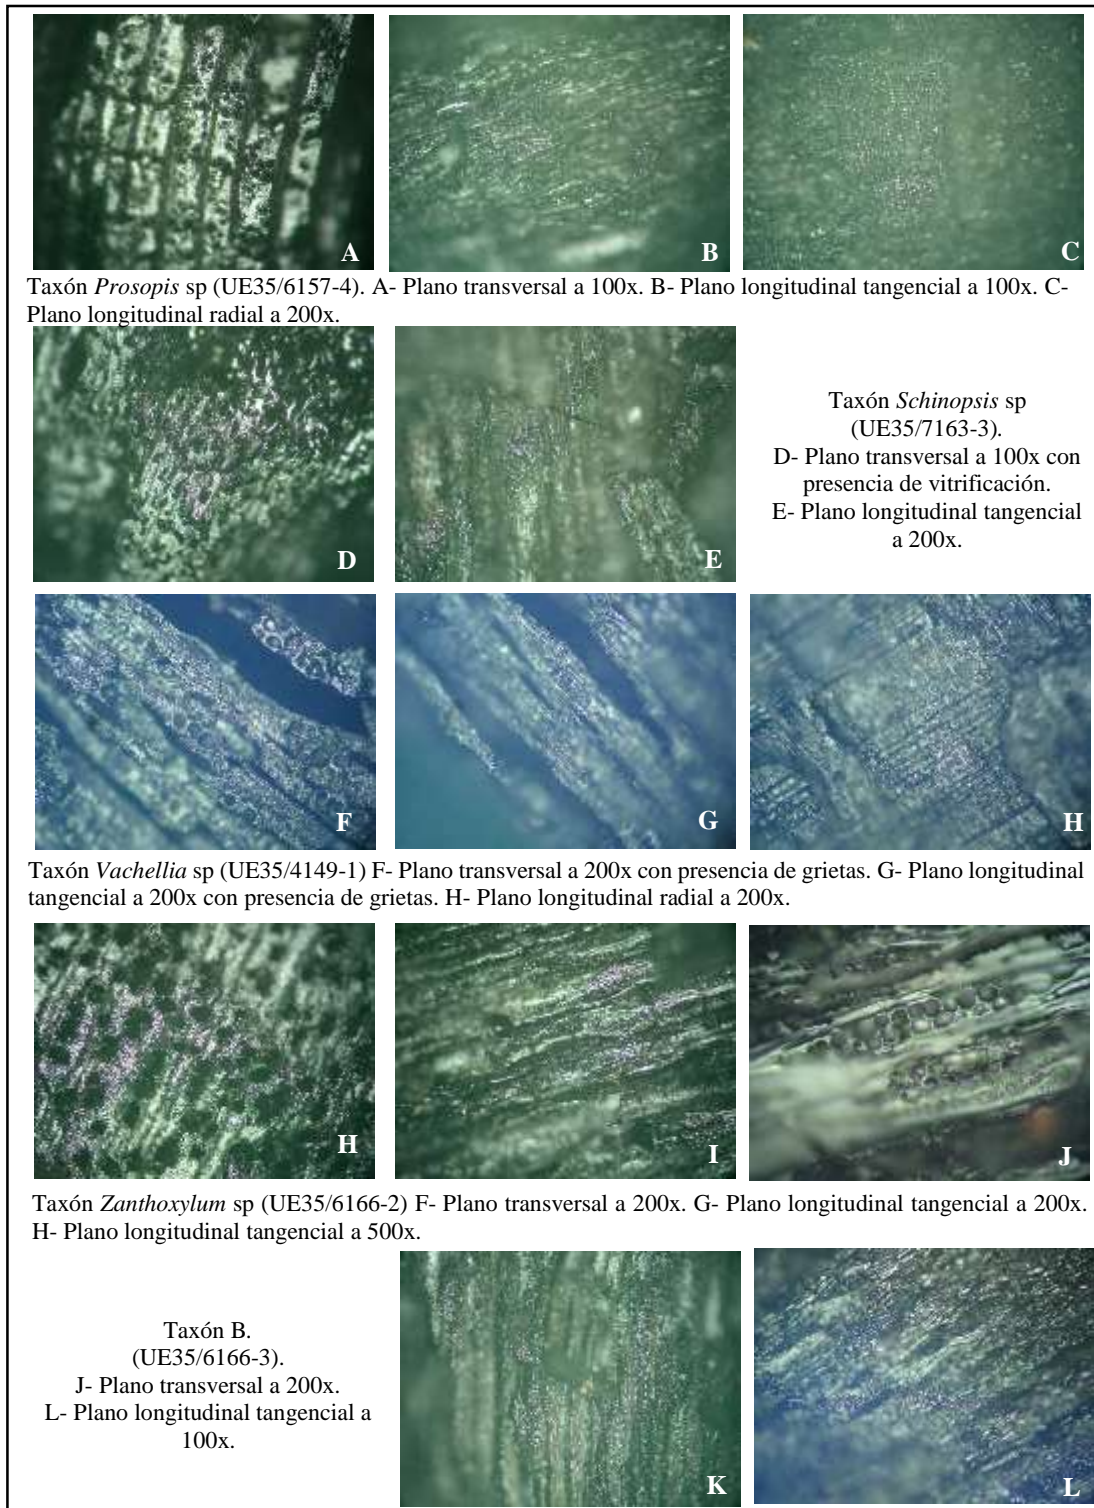 A
B
C
Taxón Prosopis sp (UE35/6157-4). A- Plano transversal a 100x. B- Plano longitudinal tangencial a 100x. C-
Plano longitudinal radial a 200x.
D
E
Taxón Schinopsis sp
(UE35/7163-3).
D- Plano transversal a 100x con
presencia de vitrificación.
E- Plano longitudinal tangencial
a 200x.
F
G
H
Taxón Vachellia sp (UE35/4149-1) F- Plano transversal a 200x con presencia de grietas. G- Plano longitudinal
tangencial a 200x con presencia de grietas. H- Plano longitudinal radial a 200x.
H
I
J
Taxón Zanthoxylum sp (UE35/6166-2) F- Plano transversal a 200x. G- Plano longitudinal tangencial a 200x.
H- Plano longitudinal tangencial a 500x.
Taxón B.
(UE35/6166-3).
J- Plano transversal a 200x.
L- Plano longitudinal tangencial a
100x.
K
L